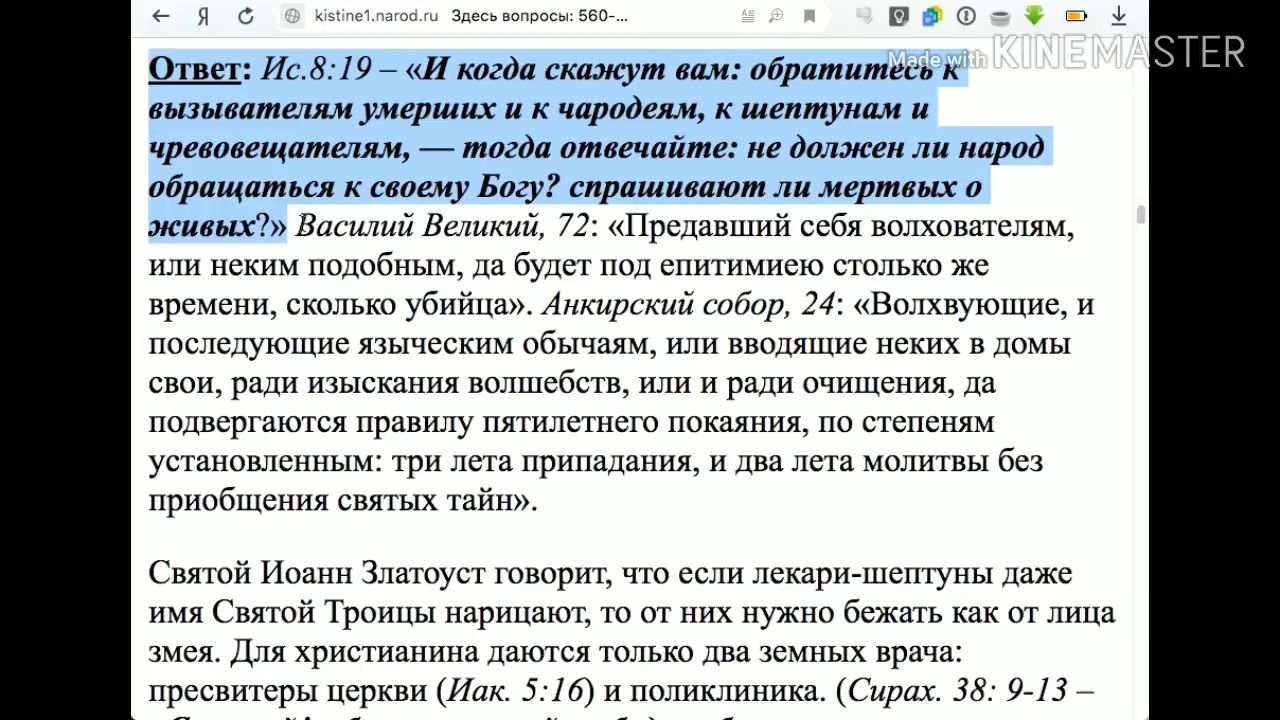 kistine1.narod.ru Здесь вопросы: 560-...
Made with KINEMASTER
Ответ: Ис.8:19 – «И когда скажут вам: обратитесь к
вызывателям умерших и к чародеям, к шептунам и
чревовещателям, — тогда отвечайте: не должен ли народ
обращаться к своему Богу? спрашивают ли мертвых о
живых?» Василий Великий, 72: «Предавший себя волхователям,
или неким подобным, да будет под епитимиею столько же
времени, сколько убийца». Анкирский собор, 24: «Волхвующие, и
последующие языческим обычаям, или вводящие неких в домы
свои, ради изыскания волшебств, или и ради очищения, да
подвергаются правилу пятилетнего покаяния, по степеням
установленным: три лета припадания, и два лета молитвы без
приобщения святых тайн».
Святой Иоанн Златоуст говорит, что если лекари-шептуны даже
имя Святой Троицы нарицают, то от них нужно бежать как от лица
змея. Для христианина даются только два земных врача:
пресвитеры церкви (Иак. 5:16) и поликлиника. (Сирах. 38: 9-13 –